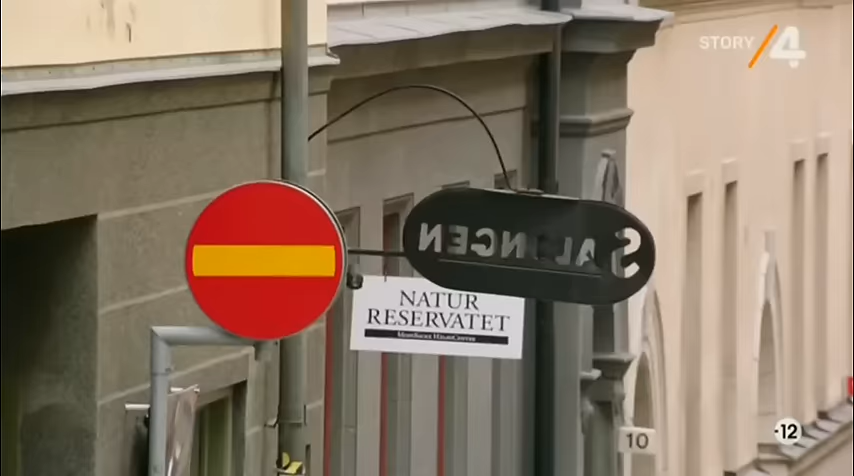 STORY 4
SALONGEN
NATUR
RESERVATET
10
-12